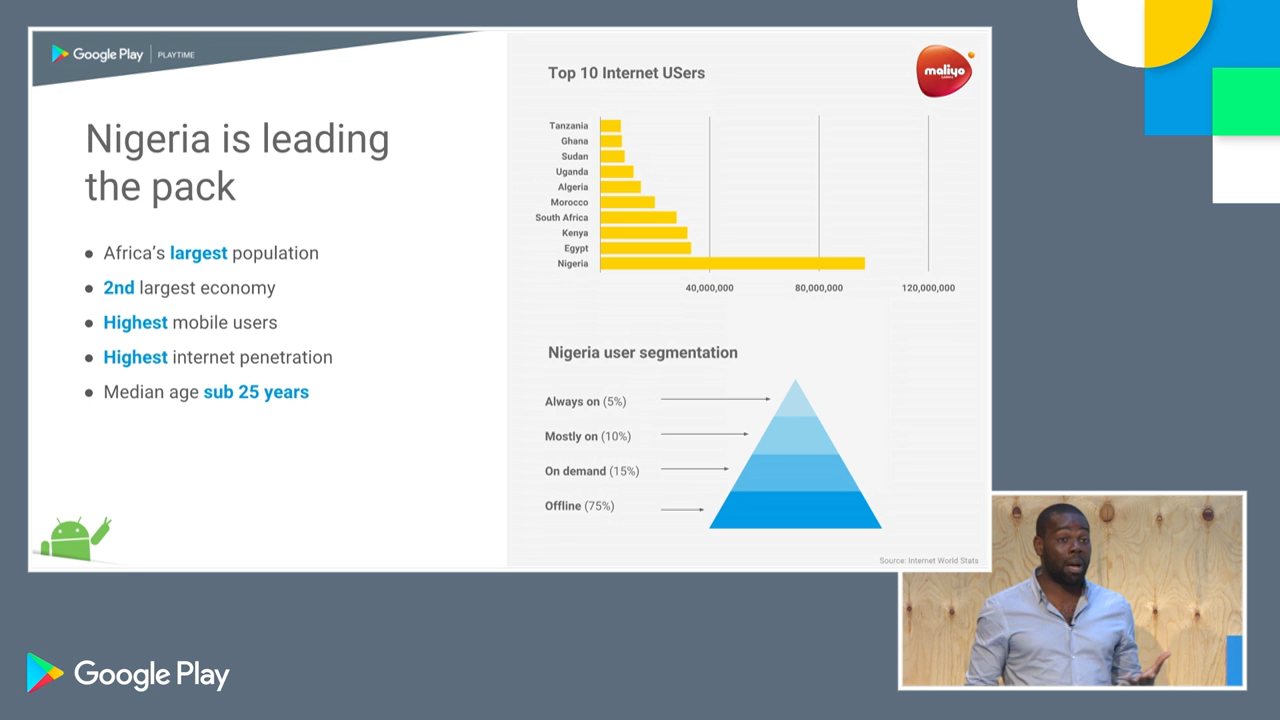 Google Play | PLAYTIME
Nigeria is leading
the pack
● Africa's largest population
● 2nd largest economy
● Highest mobile users
● Highest internet penetration
● Median age sub 25 years
Top 10 Internet USers
maliyo
Tanzania
Ghana
Sudan
Uganda
Algeria
Morocco
South Africa
Kenya
Egypt
Nigeria
40,000,000 80,000,000 120,000,000
Nigeria user segmentation
Always on (5%)
Mostly on (10%)
On demand (15%)
Offline (75%)
Source: Internet World Stats
Google Play